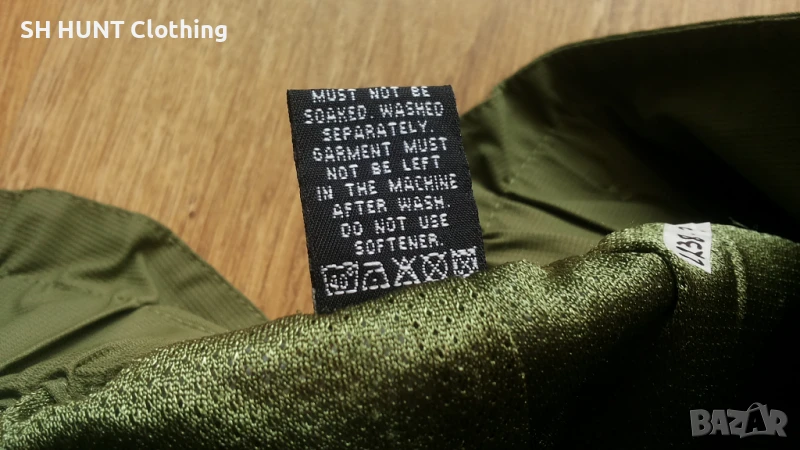 SH HUNT Clothing
MUST NOT BE
SOAKED. WASHED
SEPARATELY.
GARMENT MUST
NOT BE LEFT
IN THE MACHINE
AFTER WASH.
DO NOT USE
SOFTENER.
BAZAR